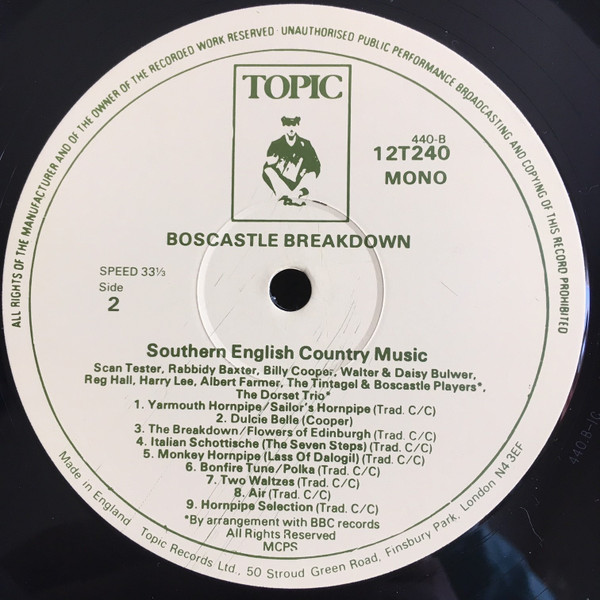 ALL RIGHTS OF THE MANUFACTURER AND OF THE OWNER OF THE RECORDED WORK RESERVED · UNAUTHORISED PUBLIC PERFORMANCE BROADCASTING AND COPYING OF THIS RECORD PROHIBITED
TOPIC
440-B
12T240
MONO
BOSCASTLE BREAKDOWN
SPEED 33⅓
Side
2
Southern English Country Music
Scan Tester, Rabbidy Baxter, Billy Cooper, Walter & Daisy Bulwer,
Reg Hall, Harry Lee, Albert Farmer, The Tintagel & Boscastle Players*,
The Dorset Trio*
1. Yarmouth Hornpipe/Sailor's Hornpipe (Trad. C/C)
2. Dulcie Belle (Cooper)
3. The Breakdown/Flowers of Edinburgh (Trad. C/C)
4. Italian Schottische (The Seven Steps) (Trad. C/C)
5. Monkey Hornpipe (Lass Of Dalogil) (Trad. C/C)
6. Bonfire Tune/Polka (Trad. C/C)
7. Two Waltzes (Trad. C/C)
8. Air (Trad. C/C)
9. Hornpipe Selection (Trad. C/C)
*By arrangement with BBC records
All Rights Reserved
MCPS
Made in England Topic Records Ltd., 50 Stroud Green Road, Finsbury Park, London N4 3EF